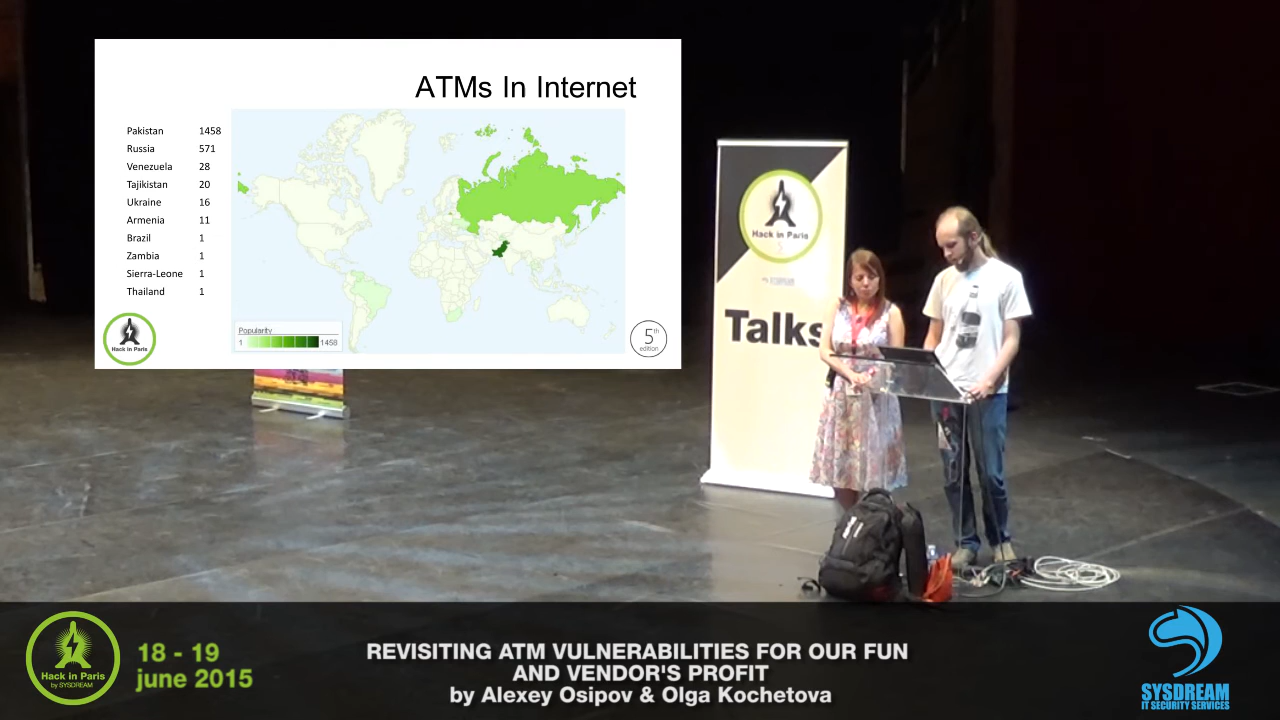 ATMs In Internet
Pakistan 1458
Russia 571
Venezuela 28
Tajikistan 20
Ukraine 16
Armenia 11
Brazil 1
Zambia 1
Sierra-Leone 1
Thailand 1
Popularity
1 1458
Hack in Paris
5th
edition
Hack in Paris
5
SYSDREAM
Talks
Hack in Paris
by SYSDREAM
18 - 19
june 2015
REVISITING ATM VULNERABILITIES FOR OUR FUN
AND VENDOR'S PROFIT
by Alexey Osipov & Olga Kochetova
SYSDREAM
IT SECURITY SERVICES